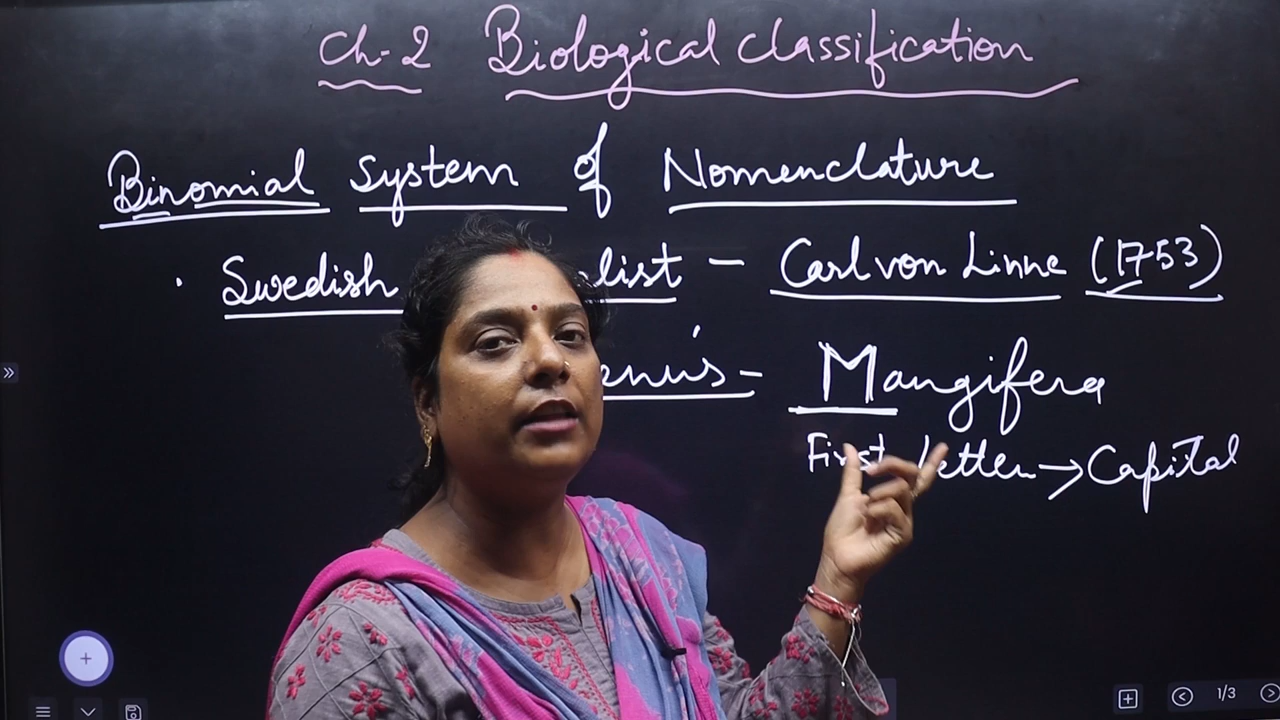 Ch-2 Biological classification
Binomial System of Nomenclature
· Swedish list - Carl von Linne (1753)
enus - Mangifera
First letter → Capital
1/3